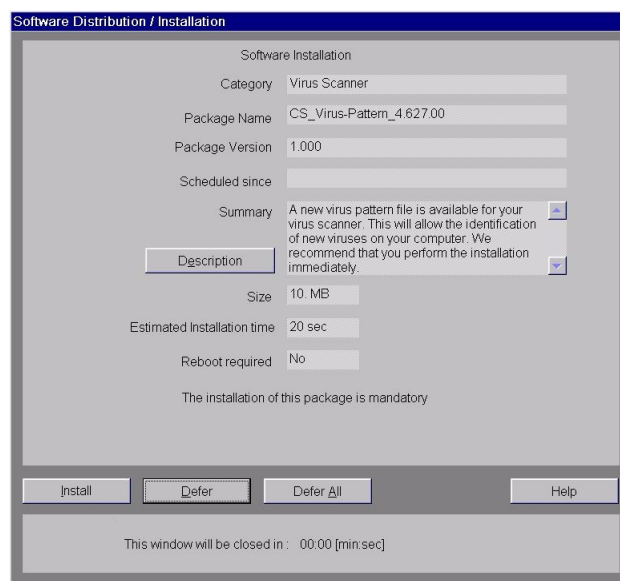 Software Distribution / Installation
Software Installation
Category Virus Scanner
Package Name CS_Virus-Pattern_4.627.00
Package Version 1.000
Scheduled since
Summary A new virus pattern file is available for your
virus scanner. This will allow the identification
of new viruses on your computer. We
recommend that you perform the installation
immediately.
Description
Size 10. MB
Estimated Installation time 20 sec
Reboot required No
The installation of this package is mandatory
Install Defer Defer All Help
This window will be closed in : 00:00 [min:sec]